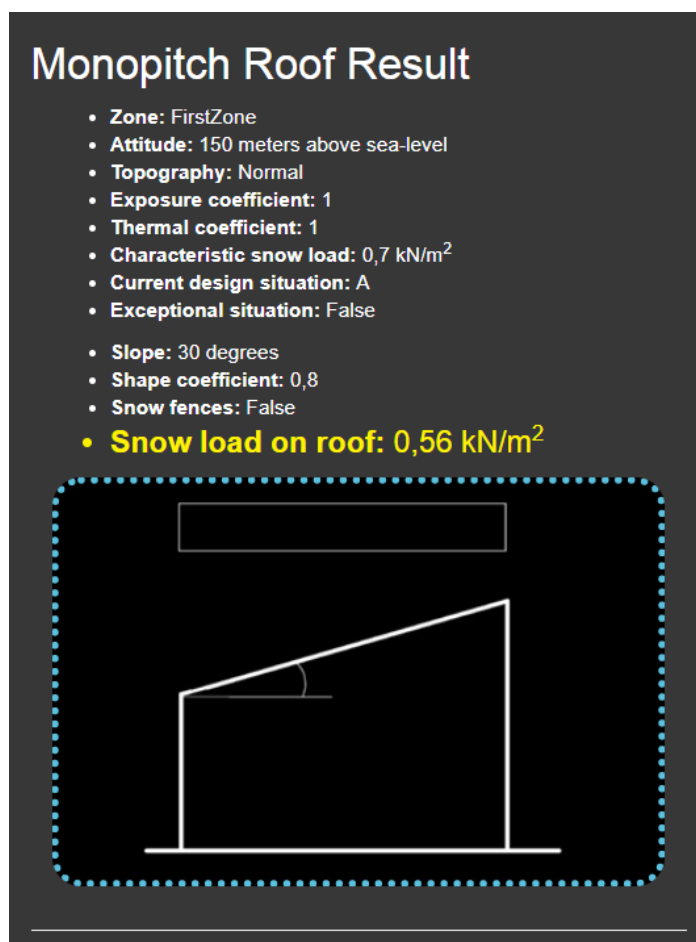 Monopitch Roof Result
• Zone: FirstZone
• Attitude: 150 meters above sea-level
• Topography: Normal
• Exposure coefficient: 1
• Thermal coefficient: 1
• Characteristic snow load: 0,7 kN/m²
• Current design situation: A
• Exceptional situation: False
• Slope: 30 degrees
• Shape coefficient: 0,8
• Snow fences: False
• Snow load on roof: 0,56 kN/m²